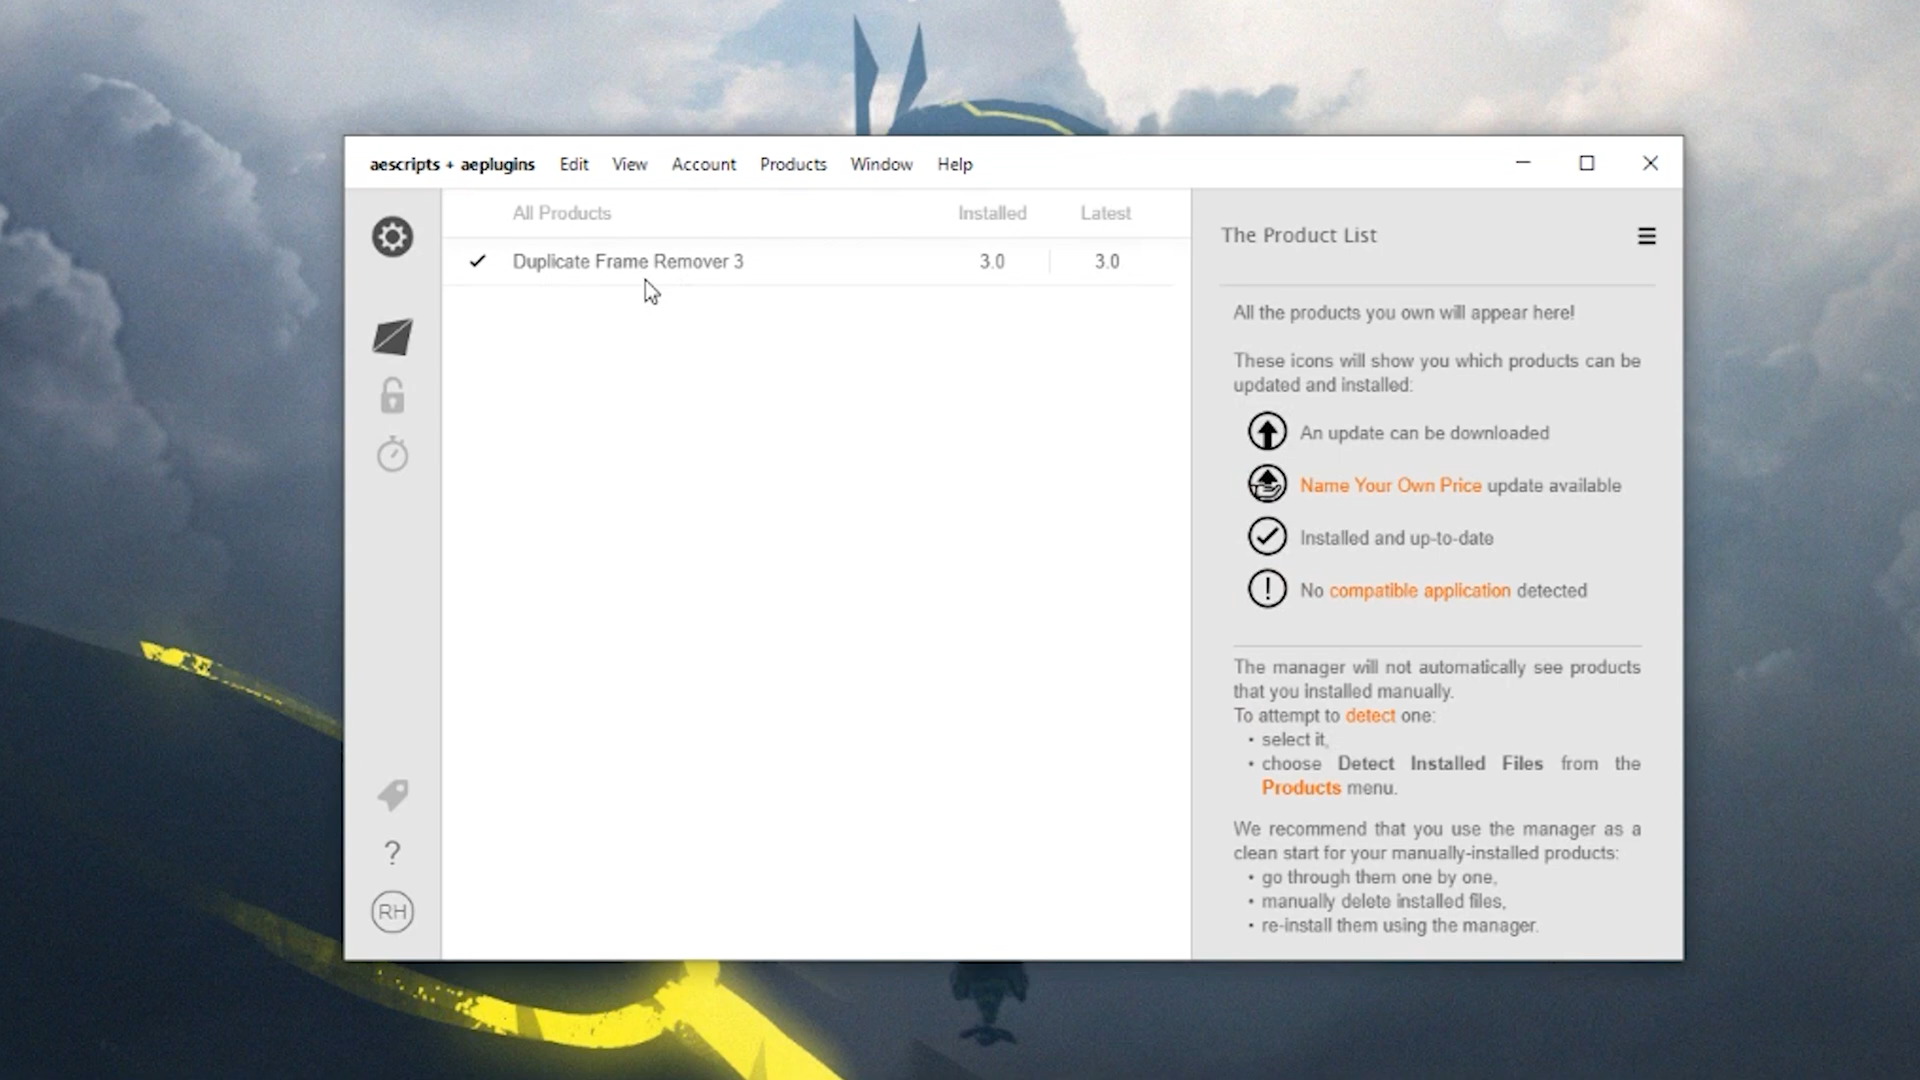 aescripts + aeplugins Edit View Account Products Window Help
All Products Installed Latest
Duplicate Frame Remover 3 3.0 3.0
The Product List
All the products you own will appear here!
These icons will show you which products can be
updated and installed:
An update can be downloaded
Name Your Own Price update available
Installed and up-to-date
No compatible application detected
The manager will not automatically see products
that you installed manually.
To attempt to detect one:
• select it,
• choose Detect Installed Files from the
Products menu.
We recommend that you use the manager as a
clean start for your manually-installed products:
• go through them one by one,
• manually delete installed files,
• re-install them using the manager.
?
RH